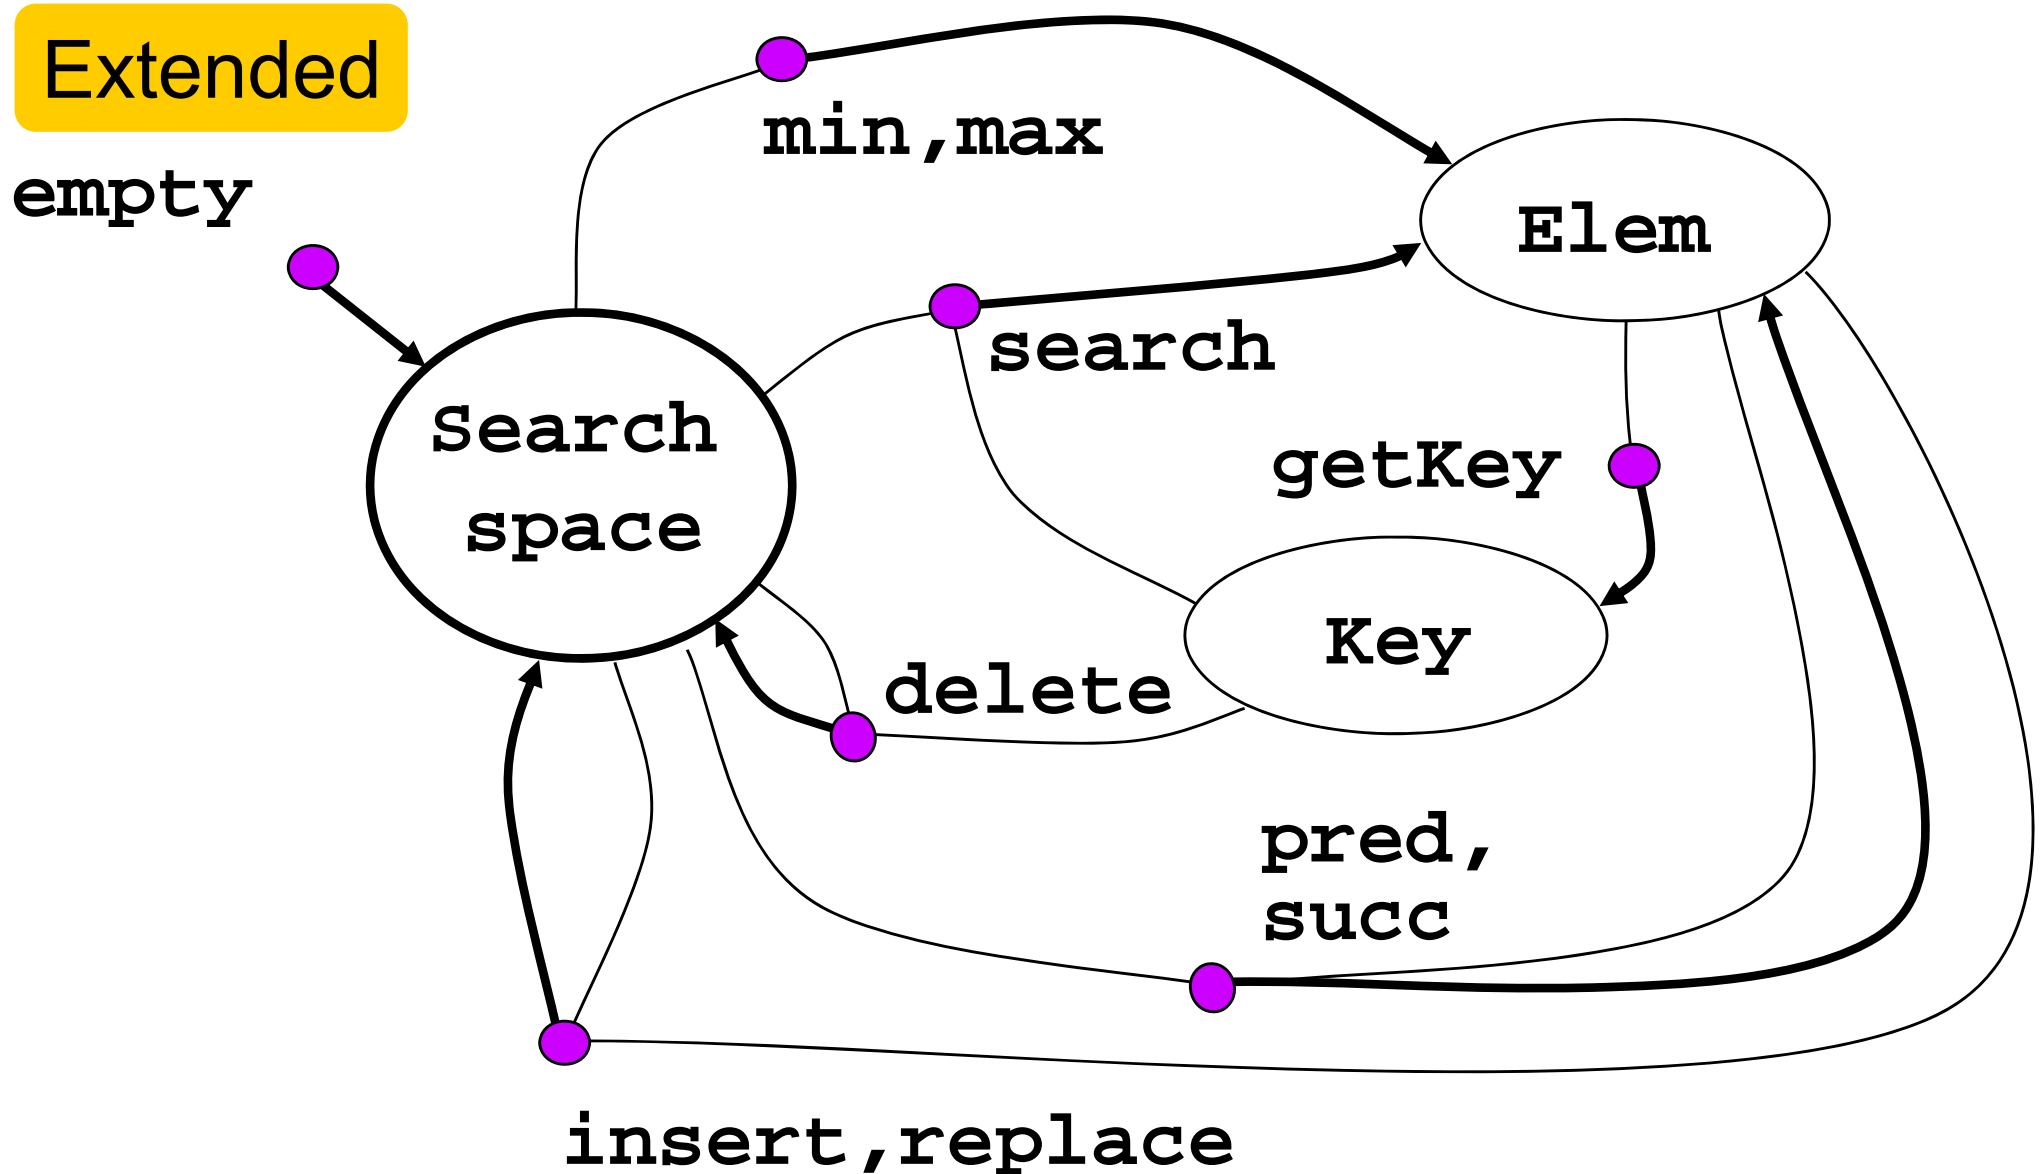 Extended
empty
min,max
Elem
search
Search
space
getKey
Key
delete
pred,
succ
insert,replace